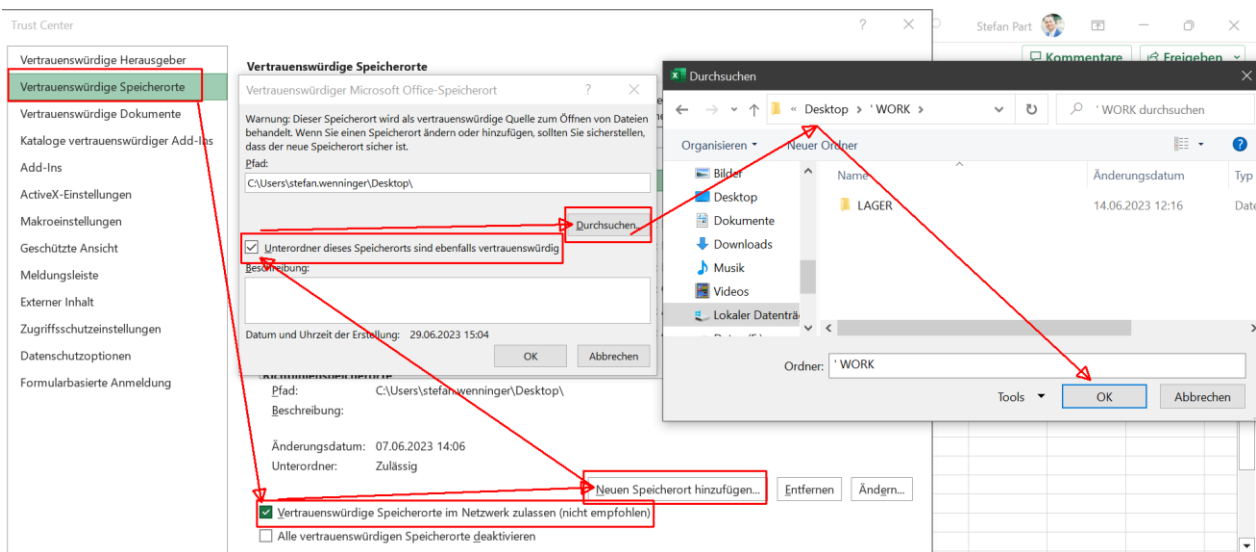 Trust Center
Stefan Part
Vertrauenswürdige Herausgeber
Vertrauenswürdige Speicherorte
Vertrauenswürdige Dokumente
Kataloge vertrauenswürdiger Add-Ins
Add-Ins
ActiveX-Einstellungen
Makroeinstellungen
Geschützte Ansicht
Meldungsleiste
Externer Inhalt
Zugriffsschutzeinstellungen
Datenschutzoptionen
Formularbasierte Anmeldung
Vertrauenswürdige Speicherorte
Vertrauenswürdiger Microsoft Office-Speicherort
Warnung: Dieser Speicherort wird als vertrauenswürdige Quelle zum Öffnen von Dateien
behandelt. Wenn Sie einen Speicherort ändern oder hinzufügen, sollten Sie sicherstellen,
dass der neue Speicherort sicher ist.
Pfad:
C:\Users\stefan.wenninger\Desktop\
Durchsuchen...
Unterordner dieses Speicherorts sind ebenfalls vertrauenswürdig
Beschreibung:
Datum und Uhrzeit der Erstellung: 29.06.2023 15:04
OK Abbrechen
Richtlinienspeicherorte
Pfad: C:\Users\stefan.wenninger\Desktop\
Beschreibung:
Änderungsdatum: 07.06.2023 14:06
Unterordner: Zulässig
Neuen Speicherort hinzufügen... Entfernen Ändern...
Vertrauenswürdige Speicherorte im Netzwerk zulassen (nicht empfohlen)
Alle vertrauenswürdigen Speicherorte deaktivieren
Kommentare Freigeben
Durchsuchen
« Desktop > ' WORK >
' WORK durchsuchen
Organisieren Neuer Ordner
Name Änderungsdatum Typ
LAGER 14.06.2023 12:16
Bilder
Desktop
Dokumente
Downloads
Musik
Videos
Lokaler
Ordner: ' WORK
Tools OK Abbrechen